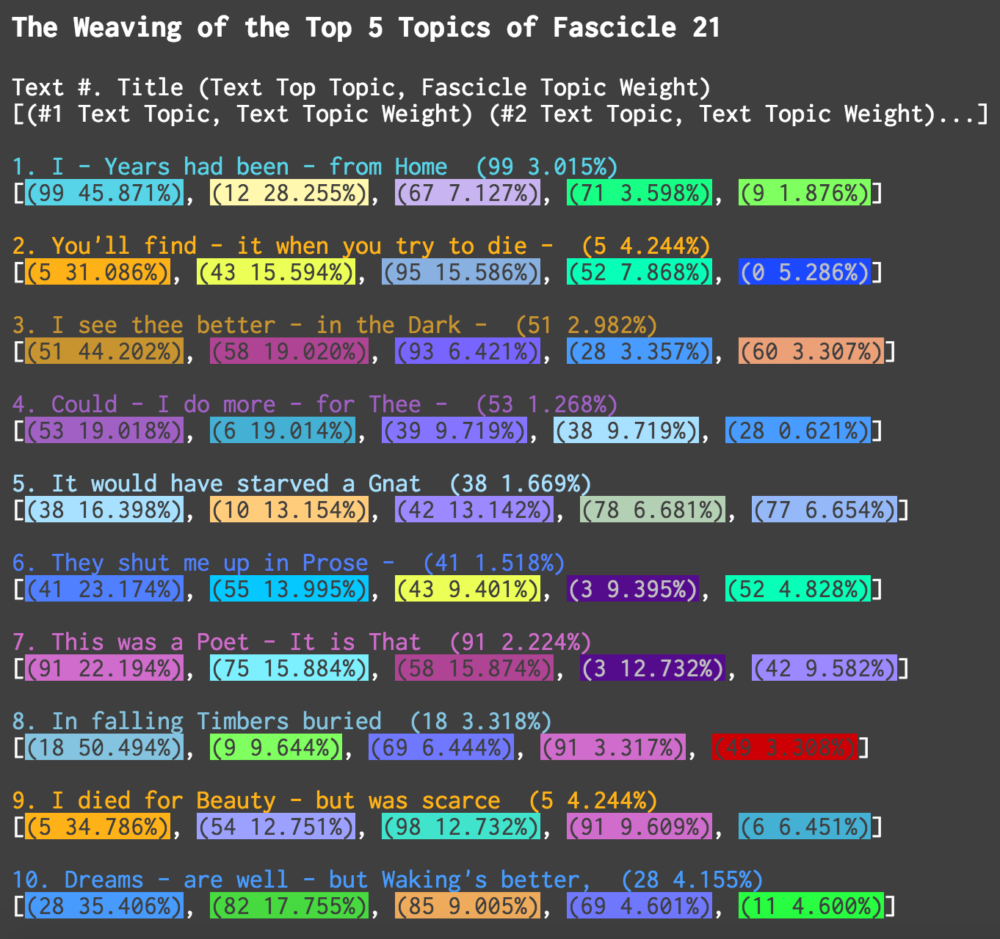 The Weaving of the Top 5 Topics of Fascicle 21
Text #. Title (Text Top Topic, Fascicle Topic Weight)
[(#1 Text Topic, Text Topic Weight) (#2 Text Topic, Text Topic Weight)...]
1. I – Years had been – from Home  (99 3.015%)
[(99 45.871%), (12 28.255%), (67 7.127%), (71 3.598%), (9 1.876%)]
2. You'll find – it when you try to die –  (5 4.244%)
[(5 31.086%), (43 15.594%), (95 15.586%), (52 7.868%), (0 5.286%)]
3. I see thee better – in the Dark –  (51 2.982%)
[(51 44.202%), (58 19.020%), (93 6.421%), (28 3.357%), (60 3.307%)]
4. Could – I do more – for Thee –  (53 1.268%)
[(53 19.018%), (6 19.014%), (39 9.719%), (38 9.719%), (28 0.621%)]
5. It would have starved a Gnat  (38 1.669%)
[(38 16.398%), (10 13.154%), (42 13.142%), (78 6.681%), (77 6.654%)]
6. They shut me up in Prose –  (41 1.518%)
[(41 23.174%), (55 13.995%), (43 9.401%), (3 9.395%), (52 4.828%)]
7. This was a Poet – It is That  (91 2.224%)
[(91 22.194%), (75 15.884%), (58 15.874%), (3 12.732%), (42 9.582%)]
8. In falling Timbers buried  (18 3.318%)
[(18 50.494%), (9 9.644%), (69 6.444%), (91 3.317%), (49 3.308%)]
9. I died for Beauty – but was scarce  (5 4.244%)
[(5 34.786%), (54 12.751%), (98 12.732%), (91 9.609%), (6 6.451%)]
10. Dreams – are well – but Waking's better,  (28 4.155%)
[(28 35.406%), (82 17.755%), (85 9.005%), (69 4.601%), (11 4.600%)]